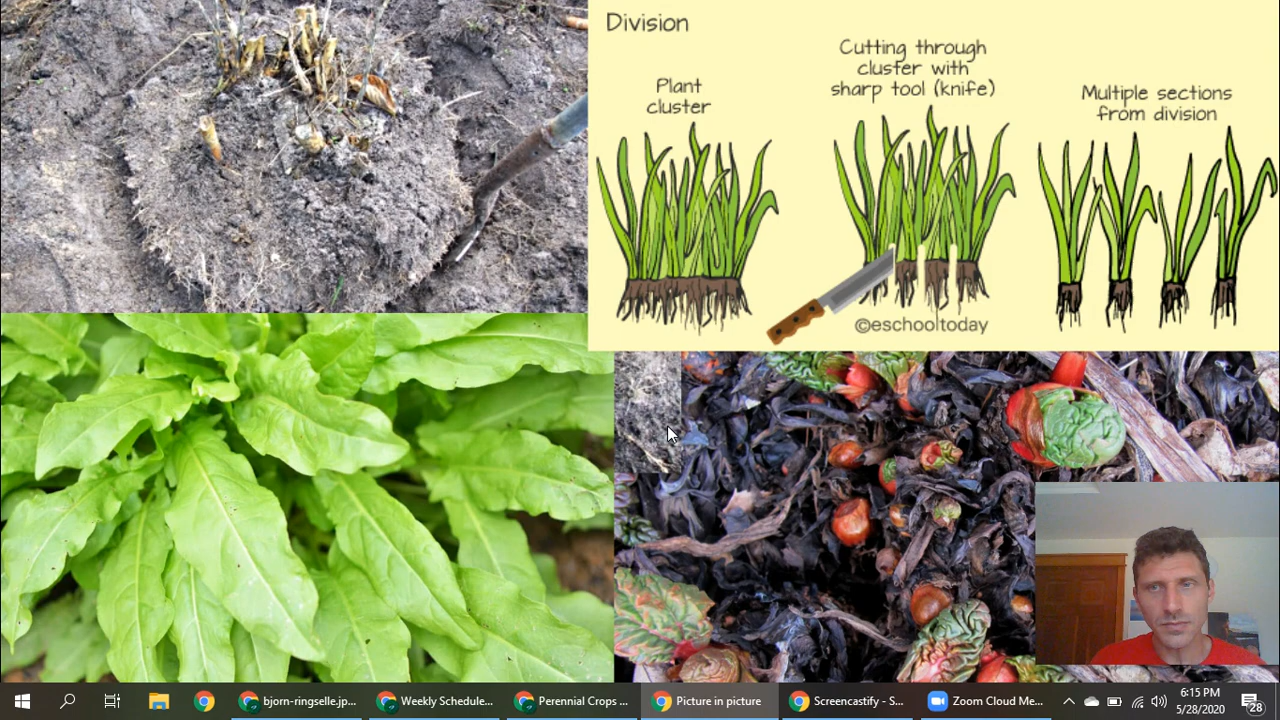 Division
Plant
cluster
Cutting through
cluster with
sharp tool (knife)
Multiple sections
from division
©eschooltoday
bjorn-ringselle.jp...
Weekly Schedule...
Perennial Crops ...
Picture in picture
Screencastify - S...
Zoom Cloud Me...
6:15 PM
5/28/2020
28